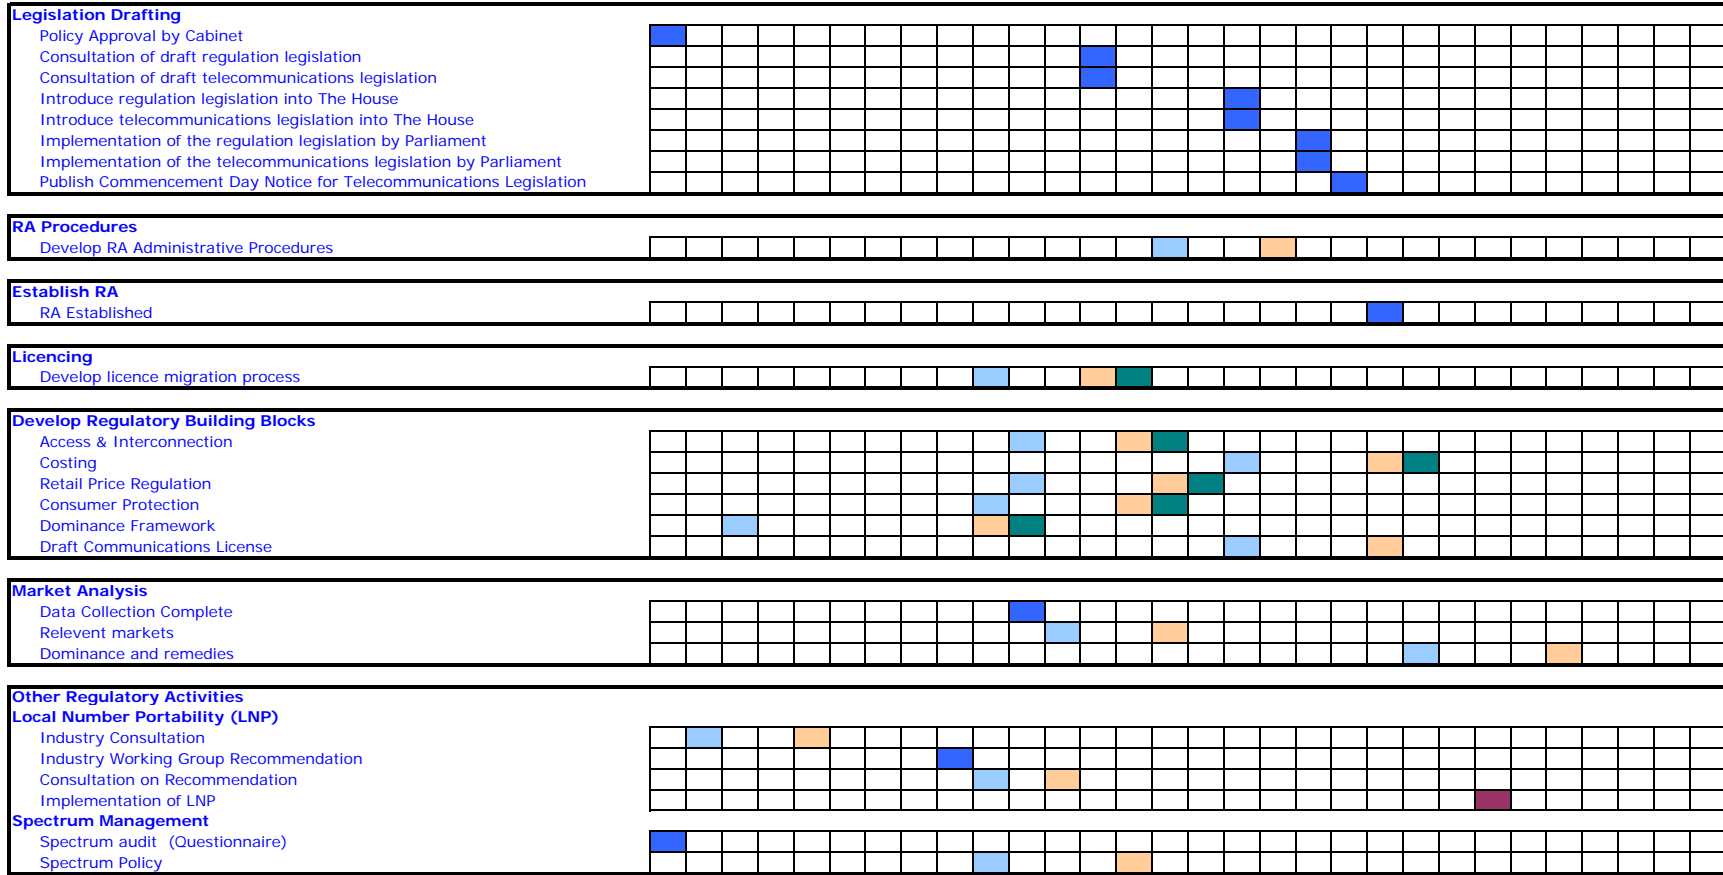 Legislation Drafting
Policy Approval by Cabinet
Consultation of draft regulation legislation
Consultation of draft telecommunications legislation
Introduce regulation legislation into The House
Introduce telecommunications legislation into The House
Implementation of the regulation legislation by Parliament
Implementation of the telecommunications legislation by Parliament
Publish Commencement Day Notice for Telecommunications Legislation
RA Procedures
Develop RA Administrative Procedures
Establish RA
RA Established
Licencing
Develop licence migration process
Develop Regulatory Building Blocks
Access & Interconnection
Costing
Retail Price Regulation
Consumer Protection
Dominance Framework
Draft Communications License
Market Analysis
Data Collection Complete
Relevent markets
Dominance and remedies
Other Regulatory Activities
Local Number Portability (LNP)
Industry Consultation
Industry Working Group Recommendation
Consultation on Recommendation
Implementation of LNP
Spectrum Management
Spectrum audit (Questionnaire)
Spectrum Policy